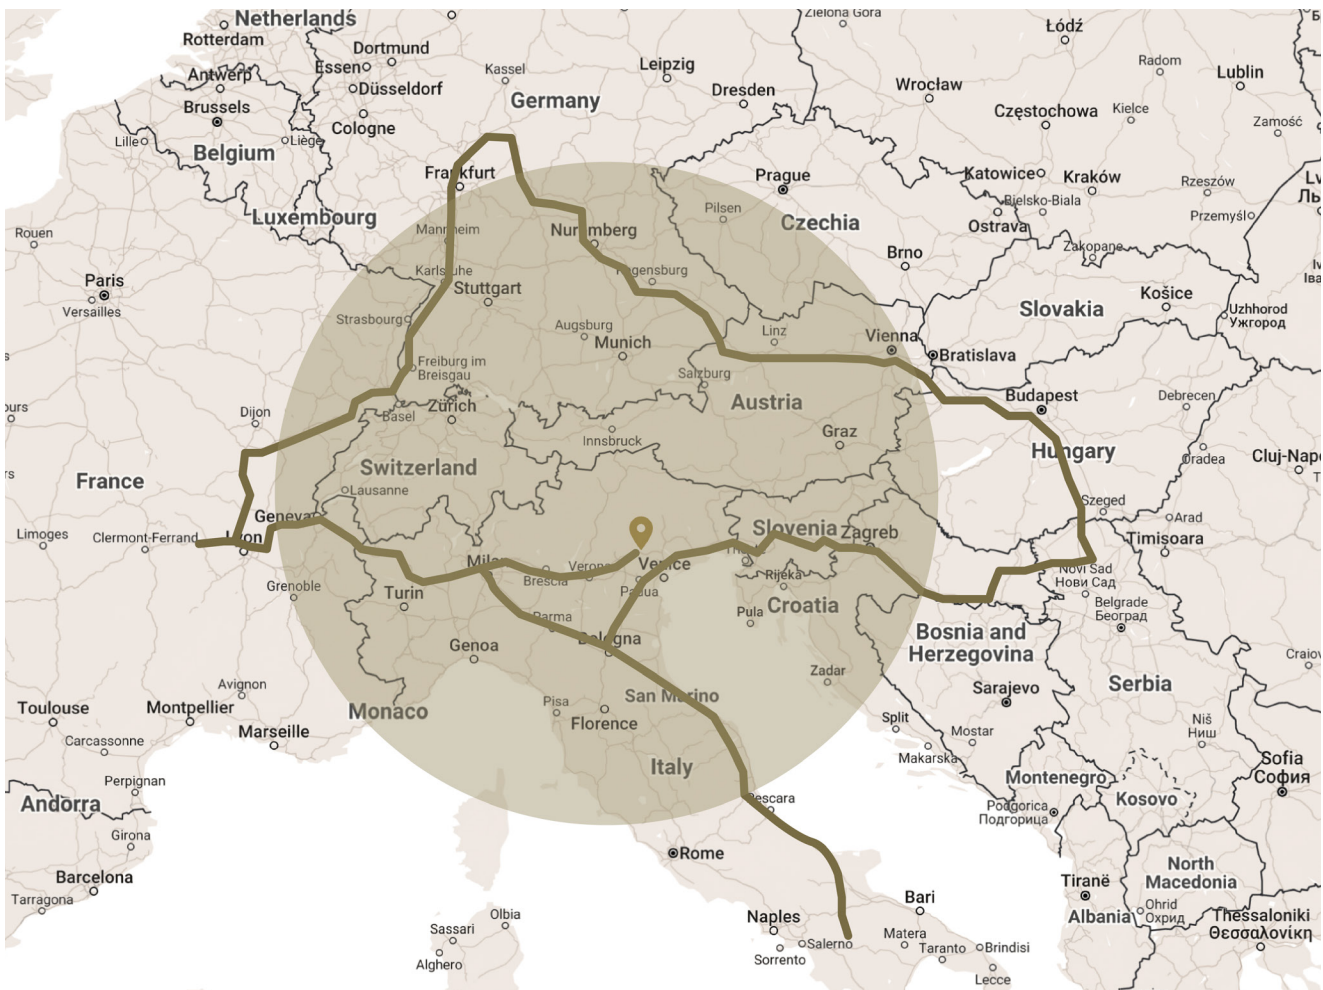 Netherlands
Rotterdam
Dortmund
Essen
Düsseldorf
Antwerp
Brussels
Cologne
Lille
Liège
Belgium
Luxembourg
Kassel
Germany
Leipzig
Dresden
Zielona Góra
Łódź
Wrocław
Radom
Lublin
Częstochowa
Kielce
Zamość
Frankfurt
Prague
Katowice
Kraków
Bielsko-Biala
Rzeszów
Przemyśl
Ostrava
Pilsen
Czechia
Mannheim
Nuremberg
Brno
Zakopane
Rouen
Paris
Versailles
Karlsruhe
Stuttgart
Regensburg
Strasbourg
Augsburg
Munich
Linz
Vienna
Bratislava
Slovakia
Košice
Uzhhorod
Ужгород
Freiburg im
Breisgau
Salzburg
Austria
Budapest
Debrecen
Dijon
Basel
Zürich
Innsbruck
Graz
Hungary
Oradea
Cluj-Napo
France
Switzerland
Lausanne
Geneva
Szeged
Arad
Timișoara
Limoges
Clermont-Ferrand
Lyon
Slovenia
Zagreb
Grenoble
Turin
Milan
Brescia
Verona
Venice
Padua
Trieste
Rijeka
Novi Sad
Нови Сад
Belgrade
Београд
Pula
Croatia
Parma
Genoa
Bologna
Bosnia and
Herzegovina
Craiov
Zadar
Sarajevo
Serbia
Avignon
Toulouse
Montpellier
Monaco
Pisa
Florence
San Marino
Split
Mostar
Niš
Ниш
Carcassonne
Marseille
Makarska
Sofia
София
Perpignan
Italy
Montenegro
Kosovo
Andorra
Pescara
Podgorica
Подгорица
Girona
Rome
North
Macedonia
Barcelona
Tiranë
Tarragona
Olbia
Bari
Ohrid
Охрид
Albania
Thessaloniki
Θεσσαλονίκη
Sassari
Naples
Salerno
Matera
Taranto
Brindisi
Alghero
Sorrento
Lecce